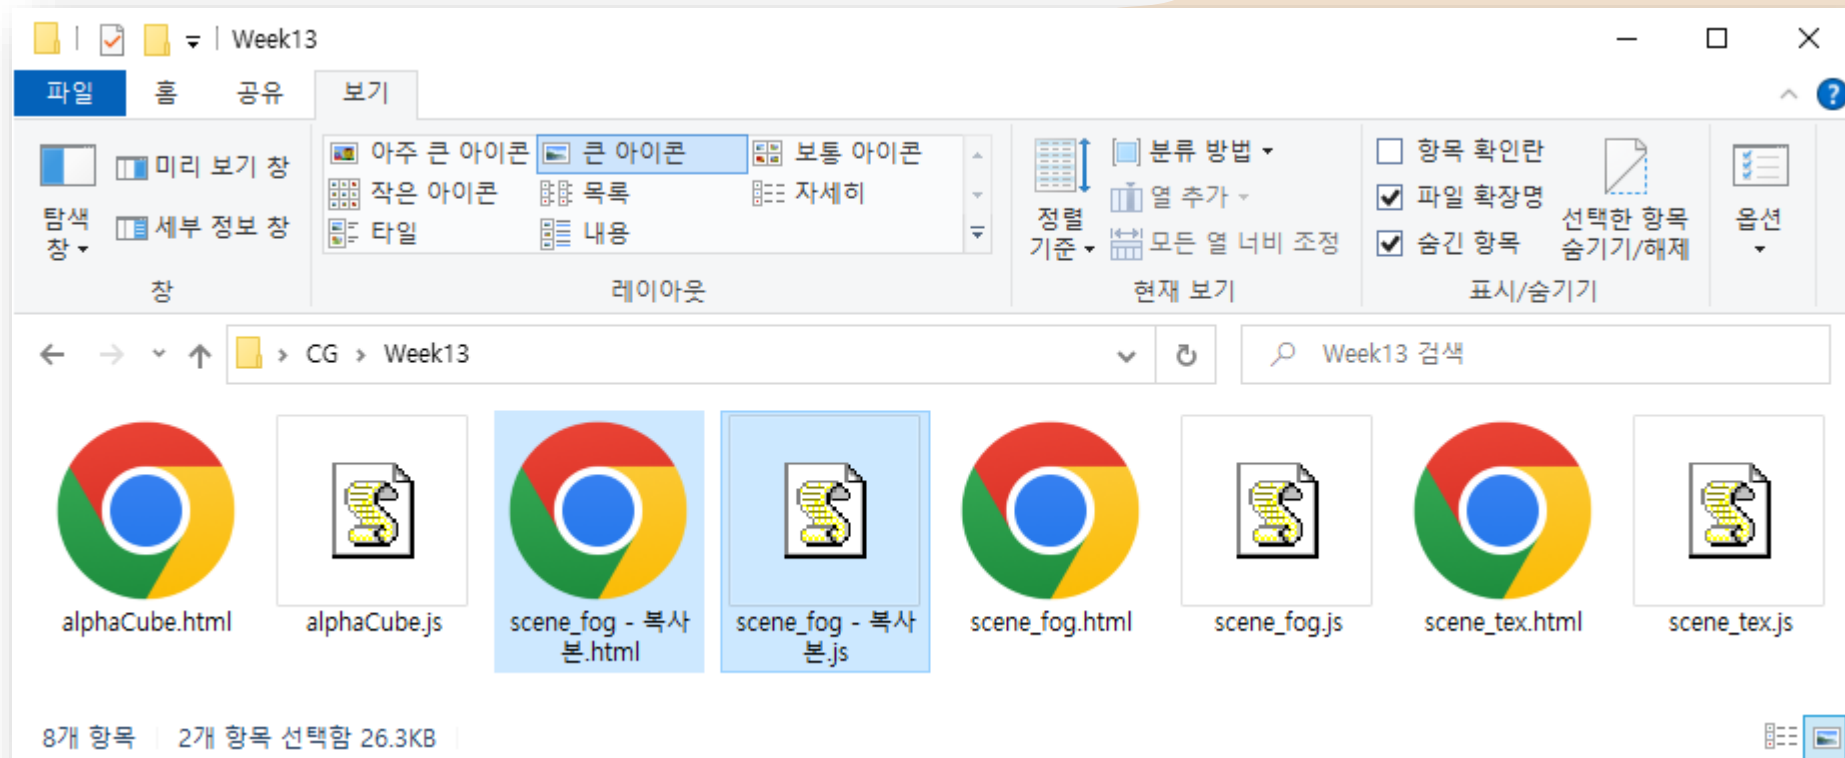 Week13
파일 홈 공유 보기
탐색 창
미리 보기 창
세부 정보 창
창
아주 큰 아이콘 큰 아이콘 보통 아이콘
작은 아이콘 목록 자세히
타일 내용
레이아웃
정렬 기준
분류 방법
열 추가
모든 열 너비 조정
현재 보기
항목 확인란
파일 확장명
숨긴 항목
선택한 항목
숨기기/해제
표시/숨기기
옵션
CG > Week13
Week13 검색
alphaCube.html
alphaCube.js
scene_fog - 복사
본.html
scene_fog - 복사
본.js
scene_fog.html
scene_fog.js
scene_tex.html
scene_tex.js
8개 항목 2개 항목 선택함 26.3KB